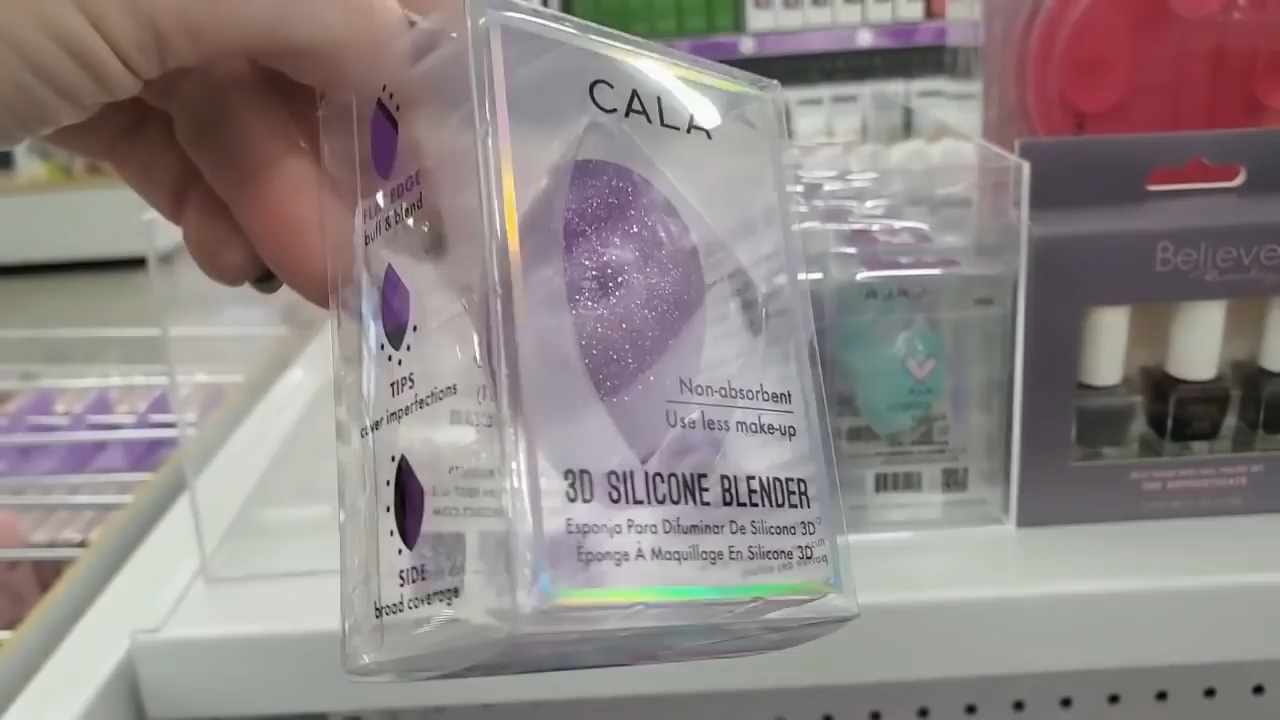 CALA
Non-absorbent
Use less make-up
3D SILICONE BLENDER
Esponja Para Difuminar De Silicona 3D
Éponge À Maquillage En Silicone 3D
FLAT EDGE
buff & blend
TIPS
cover imperfections
SIDE
broad coverage
Believe